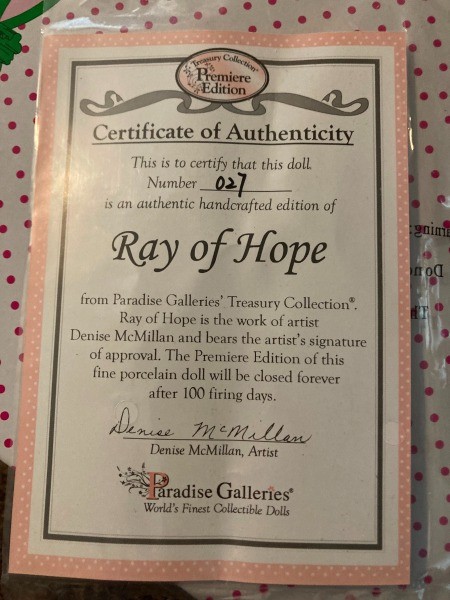 Treasury Collection®
Premiere
Edition
Certificate of Authenticity
This is to certify that this doll.
Number 027
is an authentic handcrafted edition of
Ray of Hope
from Paradise Galleries' Treasury Collection®.
Ray of Hope is the work of artist
Denise McMillan and bears the artist's signature
of approval. The Premiere Edition of this
fine porcelain doll will be closed forever
after 100 firing days.
Denise McMillan
Denise McMillan, Artist
Paradise Galleries®
World's Finest Collectible Dolls